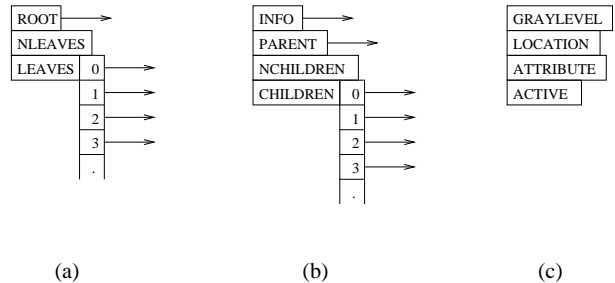 ROOT
NLEAVES
LEAVES 0
1
2
3
.
(a)
INFO
PARENT
NCHILDREN
CHILDREN 0
1
2
3
.
(b)
GRAYLEVEL
LOCATION
ATTRIBUTE
ACTIVE
(c)